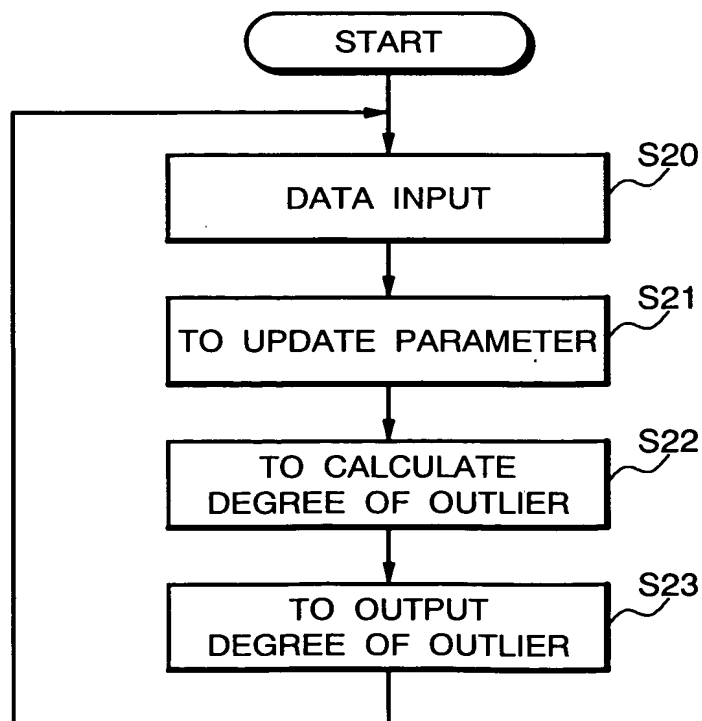 START
S20
DATA INPUT
S21
TO UPDATE PARAMETER
S22
TO CALCULATE
DEGREE OF OUTLIER
S23
TO OUTPUT
DEGREE OF OUTLIER